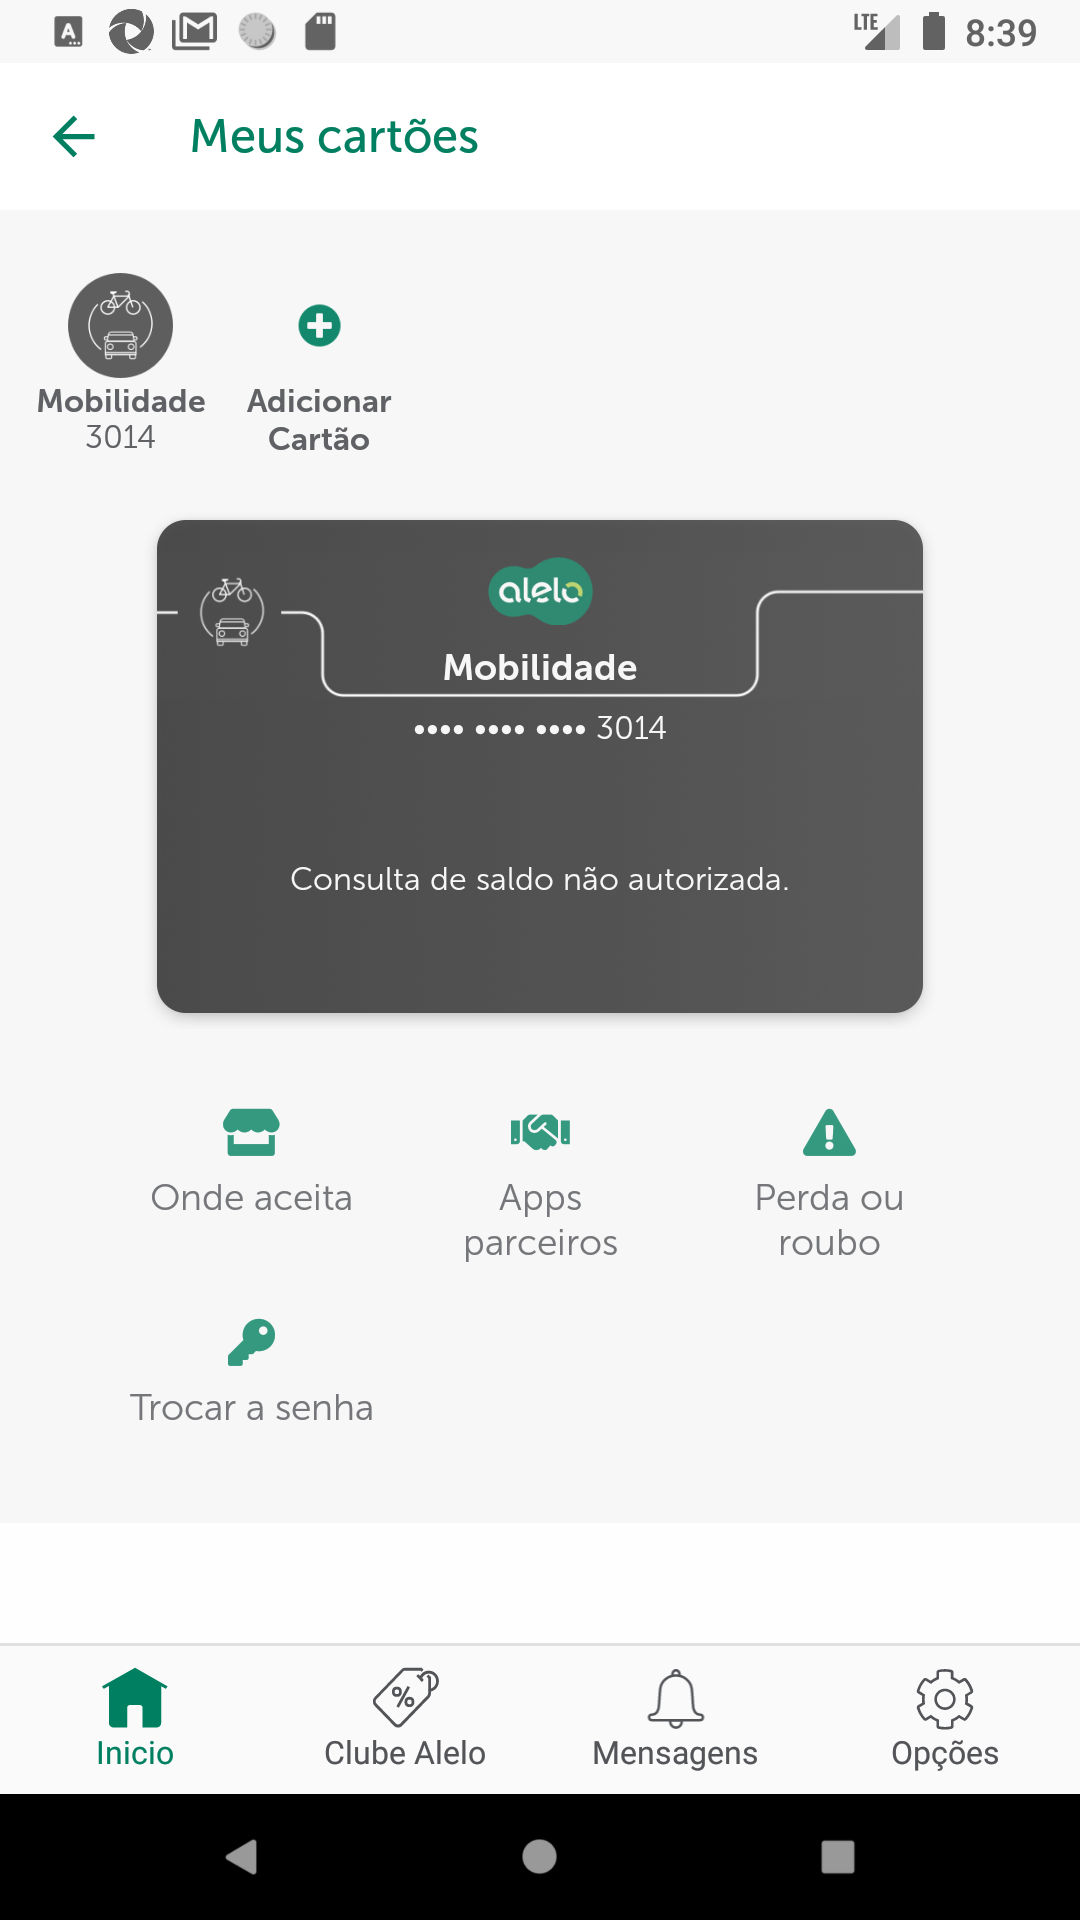 A
LTE
8:39
Meus cartões
Mobilidade
3014
Adicionar
Cartão
alelo
Mobilidade
•••• •••• •••• 3014
Consulta de saldo não autorizada.
Onde aceita
Apps
parceiros
Perda ou
roubo
Trocar a senha
%
Inicio
Clube Alelo
Mensagens
Opções